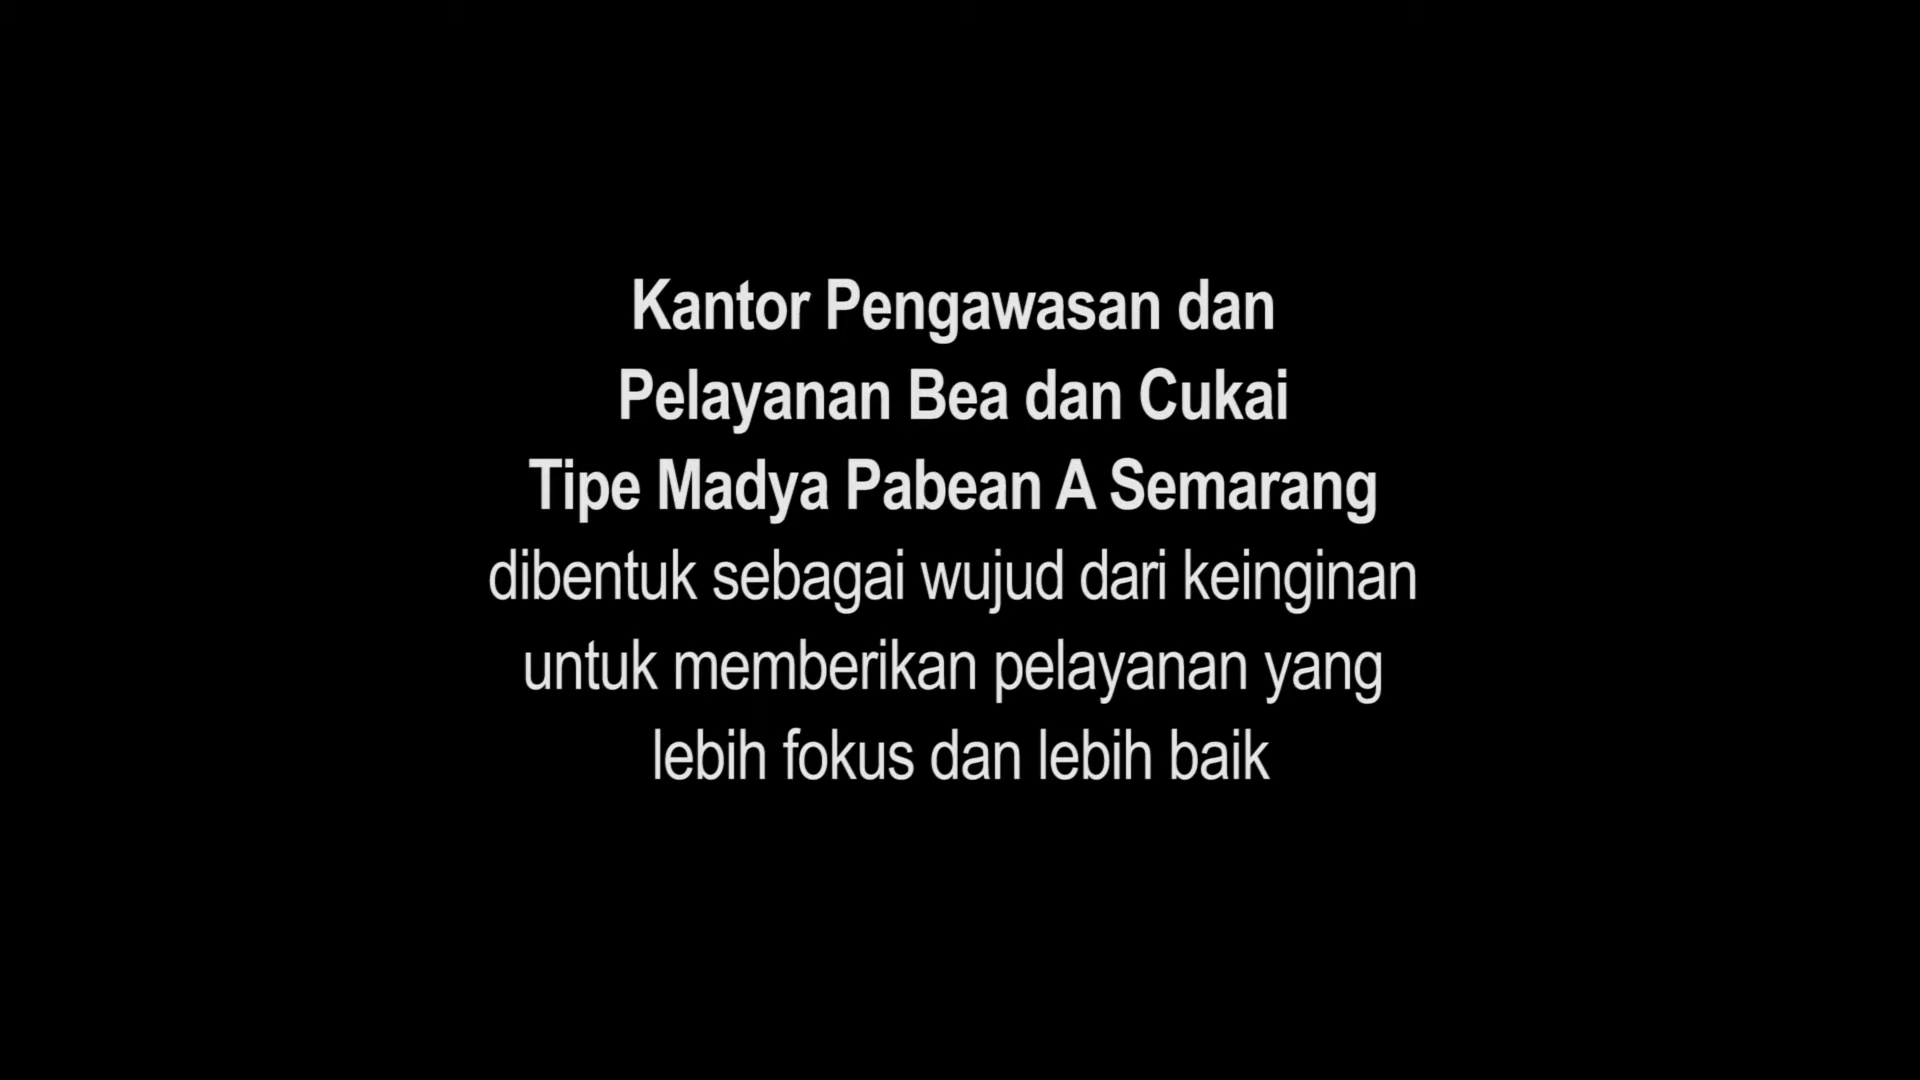 Kantor Pengawasan dan
Pelayanan Bea dan Cukai
Tipe Madya Pabean A Semarang
dibentuk sebagai wujud dari keinginan
untuk memberikan pelayanan yang
lebih fokus dan lebih baik